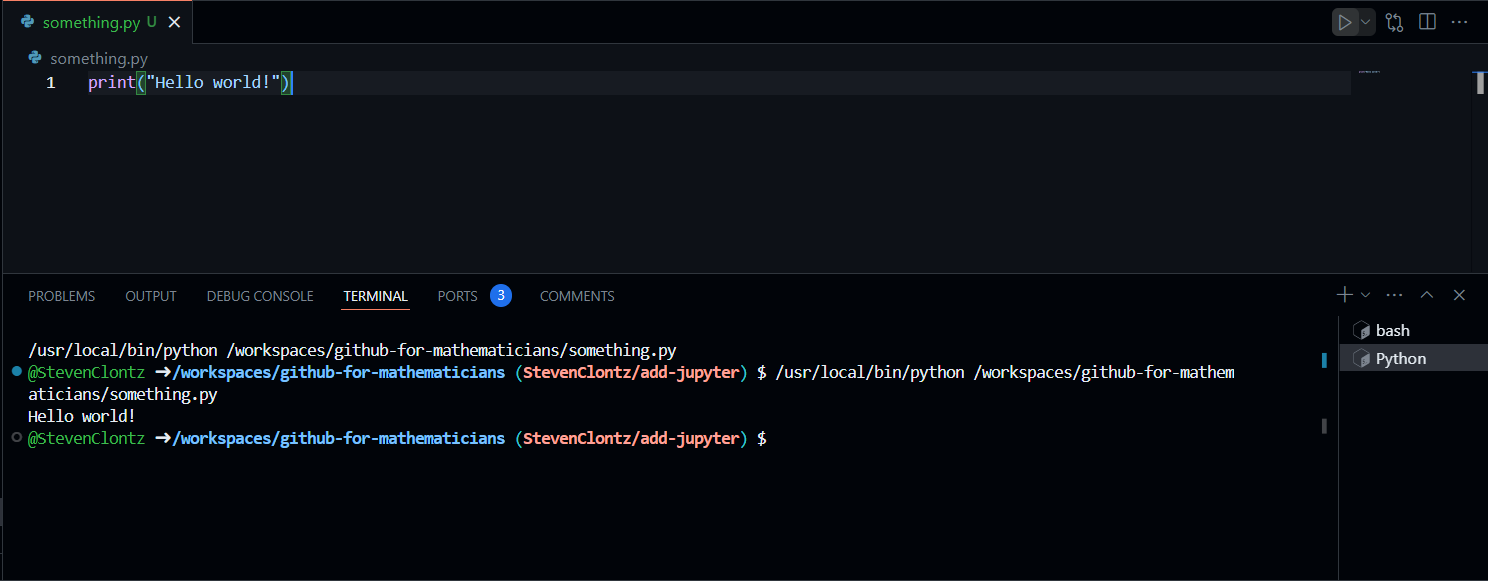 something.py U
something.py
1 print("Hello world!")
PROBLEMS OUTPUT DEBUG CONSOLE TERMINAL PORTS 3 COMMENTS
/usr/local/bin/python /workspaces/github-for-mathematicians/something.py
@StevenClontz ➜/workspaces/github-for-mathematicians (StevenClontz/add-jupyter) $ /usr/local/bin/python /workspaces/github-for-mathem
aticians/something.py
Hello world!
@StevenClontz ➜/workspaces/github-for-mathematicians (StevenClontz/add-jupyter) $
bash
Python